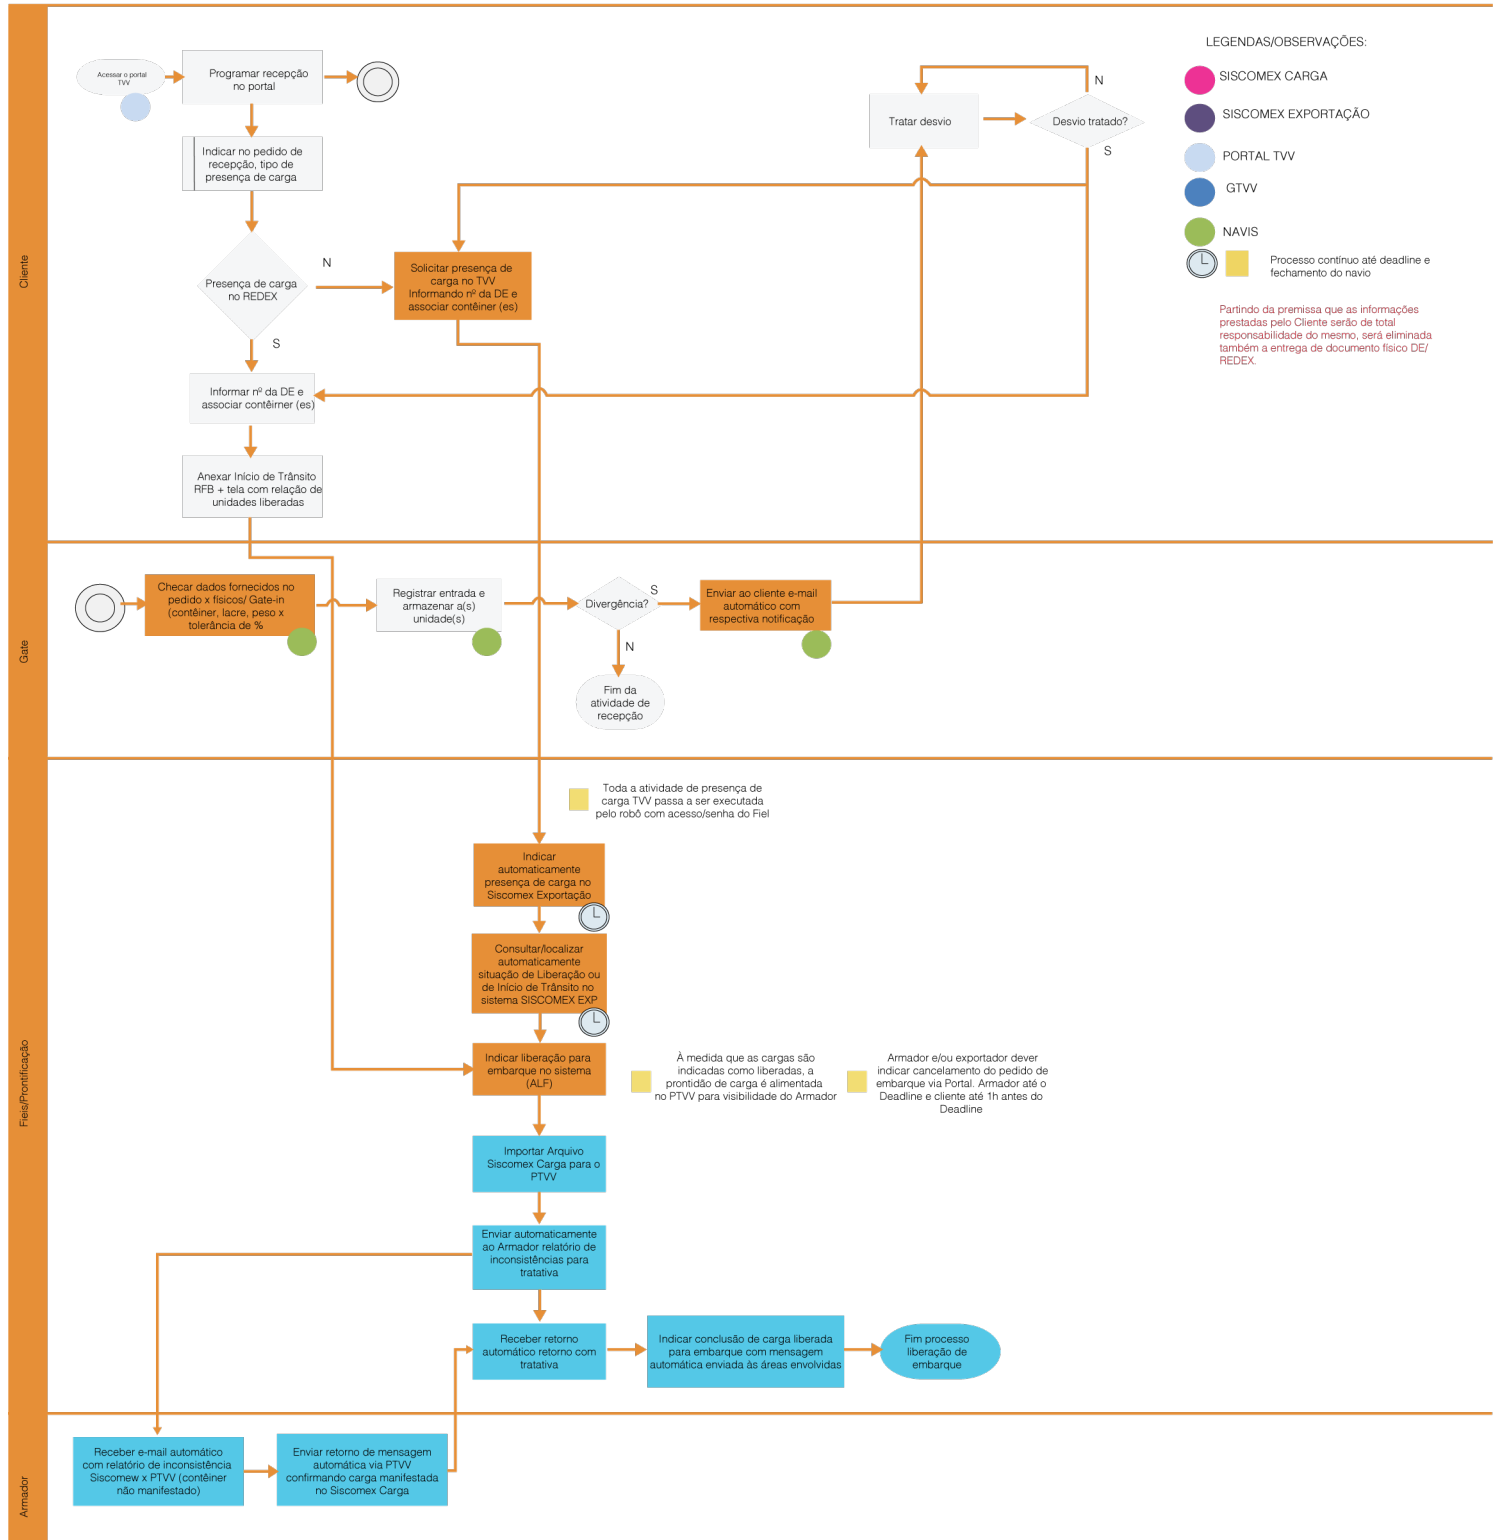 LEGENDAS/OBSERVAÇÕES:
SISCOMEX CARGA
SISCOMEX EXPORTAÇÃO
PORTAL TVV
GTVV
NAVIS
Processo contínuo até deadline e
fechamento do navio
Partindo da premissa que as informações
prestadas pelo Cliente serão de total
responsabilidade do mesmo, será eliminada
também a entrega de documento físico DE/
REDEX.
Cliente
Acessar o portal
TVV
Programar recepção
no portal
Indicar no pedido de
recepção, tipo de
presença de carga
Presença de carga
no REDEX
N
S
Solicitar presença de
carga no TVV
Informando nº da DE e
associar contêiner (es)
Informar nº da DE e
associar contêirner (es)
Anexar Início de Trânsito
RFB + tela com relação de
unidades liberadas
Tratar desvio
Desvio tratado?
N
S
Gate
Checar dados fornecidos no
pedido x físicos/ Gate-in
(contêiner, lacre, peso x
tolerância de %
Registrar entrada e
armazenar a(s)
unidade(s)
Divergência?
S
N
Enviar ao cliente e-mail
automático com
respectiva notificação
Fim da
atividade de
recepção
Fieis/Prontificação
Toda a atividade de presença de
carga TVV passa a ser executada
pelo robô com acesso/senha do Fiel
Indicar
automaticamente
presença de carga no
Siscomex Exportação
Consultar/localizar
automaticamente
situação de Liberação ou
de Início de Trânsito no
sistema SISCOMEX EXP
Indicar liberação para
embarque no sistema
(ALF)
À medida que as cargas são
indicadas como liberadas, a
prontidão de carga é alimentada
no PTVV para visibilidade do Armador
Armador e/ou exportador dever
indicar cancelamento do pedido de
embarque via Portal. Armador até o
Deadline e cliente até 1h antes do
Deadline
Importar Arquivo
Siscomex Carga para o
PTVV
Enviar automaticamente
ao Armador relatório de
inconsistências para
tratativa
Receber retorno
automático retorno com
tratativa
Indicar conclusão de carga liberada
para embarque com mensagem
automática enviada às áreas envolvidas
Fim processo
liberação de
embarque
Armador
Receber e-mail automático
com relatório de inconsistência
Siscomew x PTVV (contêiner
não manifestado)
Enviar retorno de mensagem
automática via PTVV
confirmando carga manifestada
no Siscomex Carga